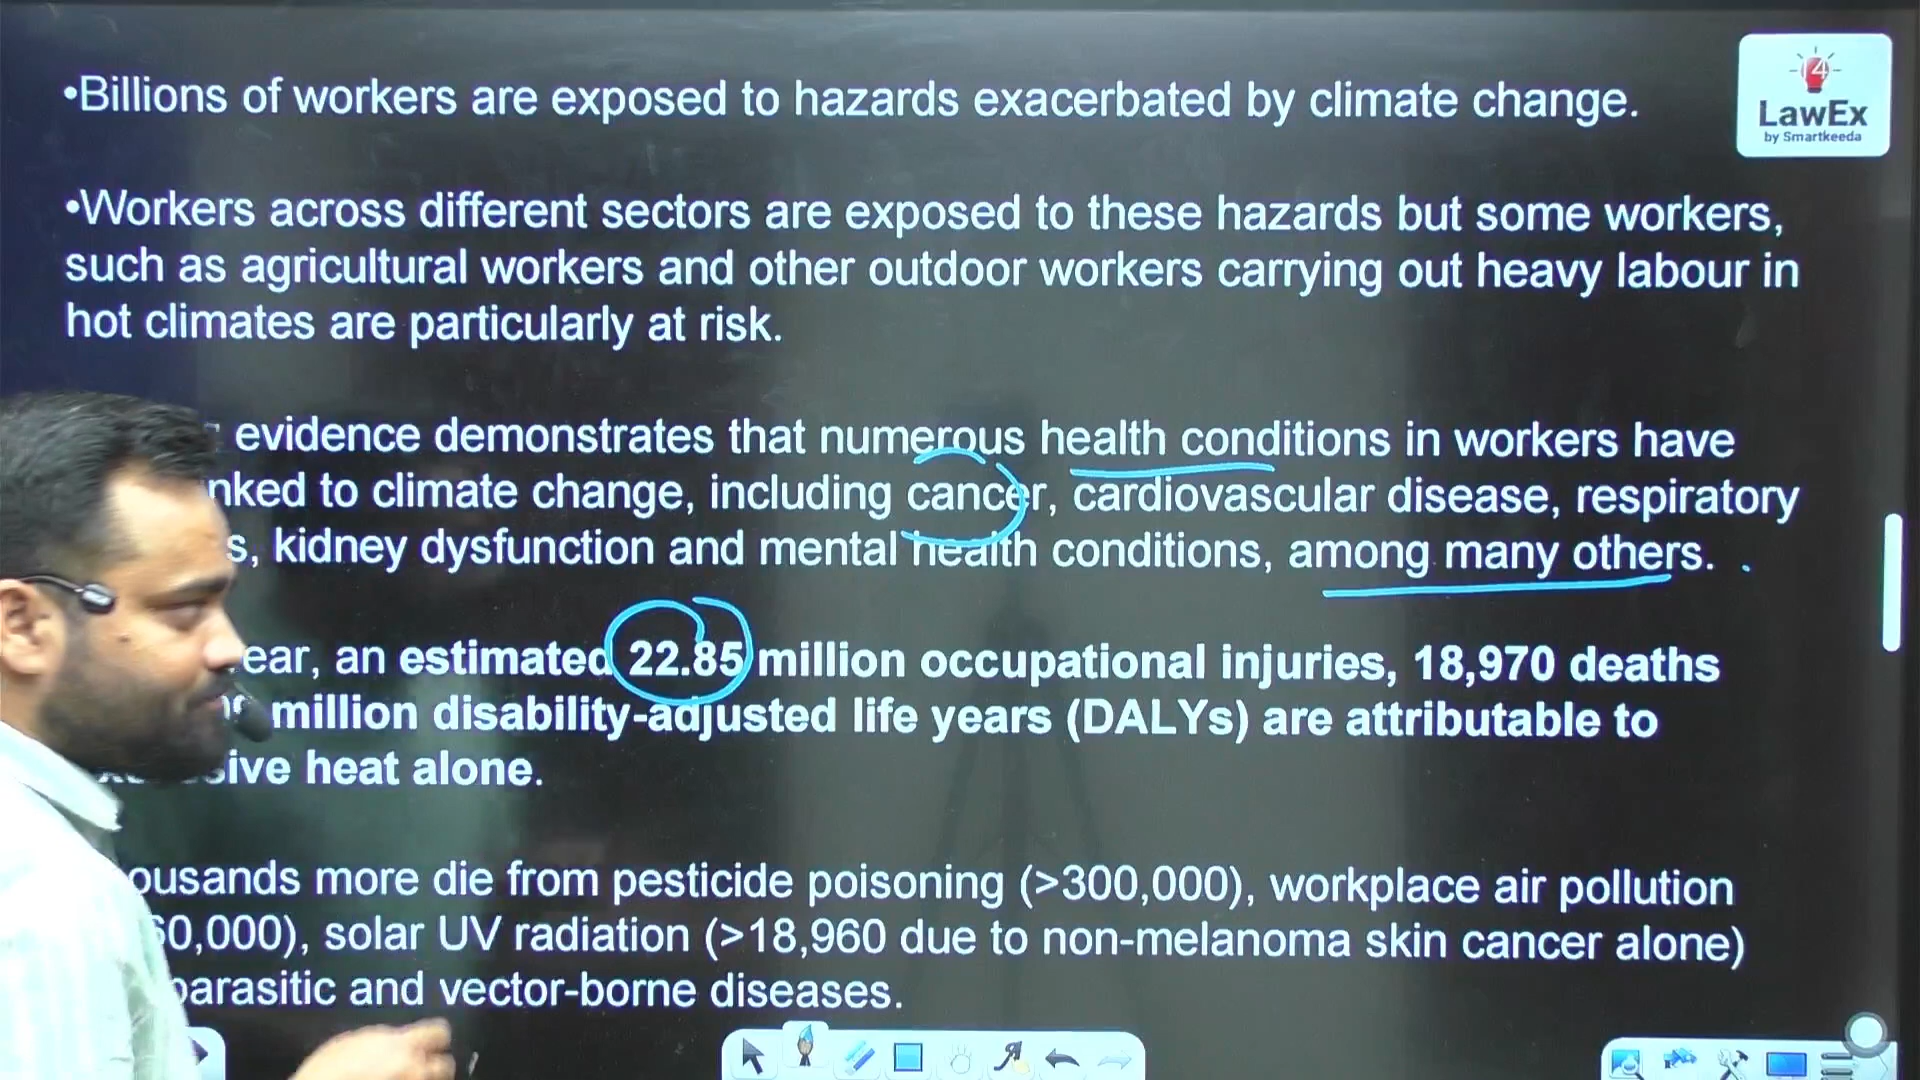 •Billions of workers are exposed to hazards exacerbated by climate change.
•Workers across different sectors are exposed to these hazards but some workers,
such as agricultural workers and other outdoor workers carrying out heavy labour in
hot climates are particularly at risk.
evidence demonstrates that numerous health conditions in workers have
nked to climate change, including cancer, cardiovascular disease, respiratory
s, kidney dysfunction and mental health conditions, among many others.
ear, an estimated 22.85 million occupational injuries, 18,970 deaths
million disability-adjusted life years (DALYs) are attributable to
sive heat alone.
ousands more die from pesticide poisoning (>300,000), workplace air pollution
60,000), solar UV radiation (>18,960 due to non-melanoma skin cancer alone)
parasitic and vector-borne diseases.
14
LawEx
by Smartkeeda